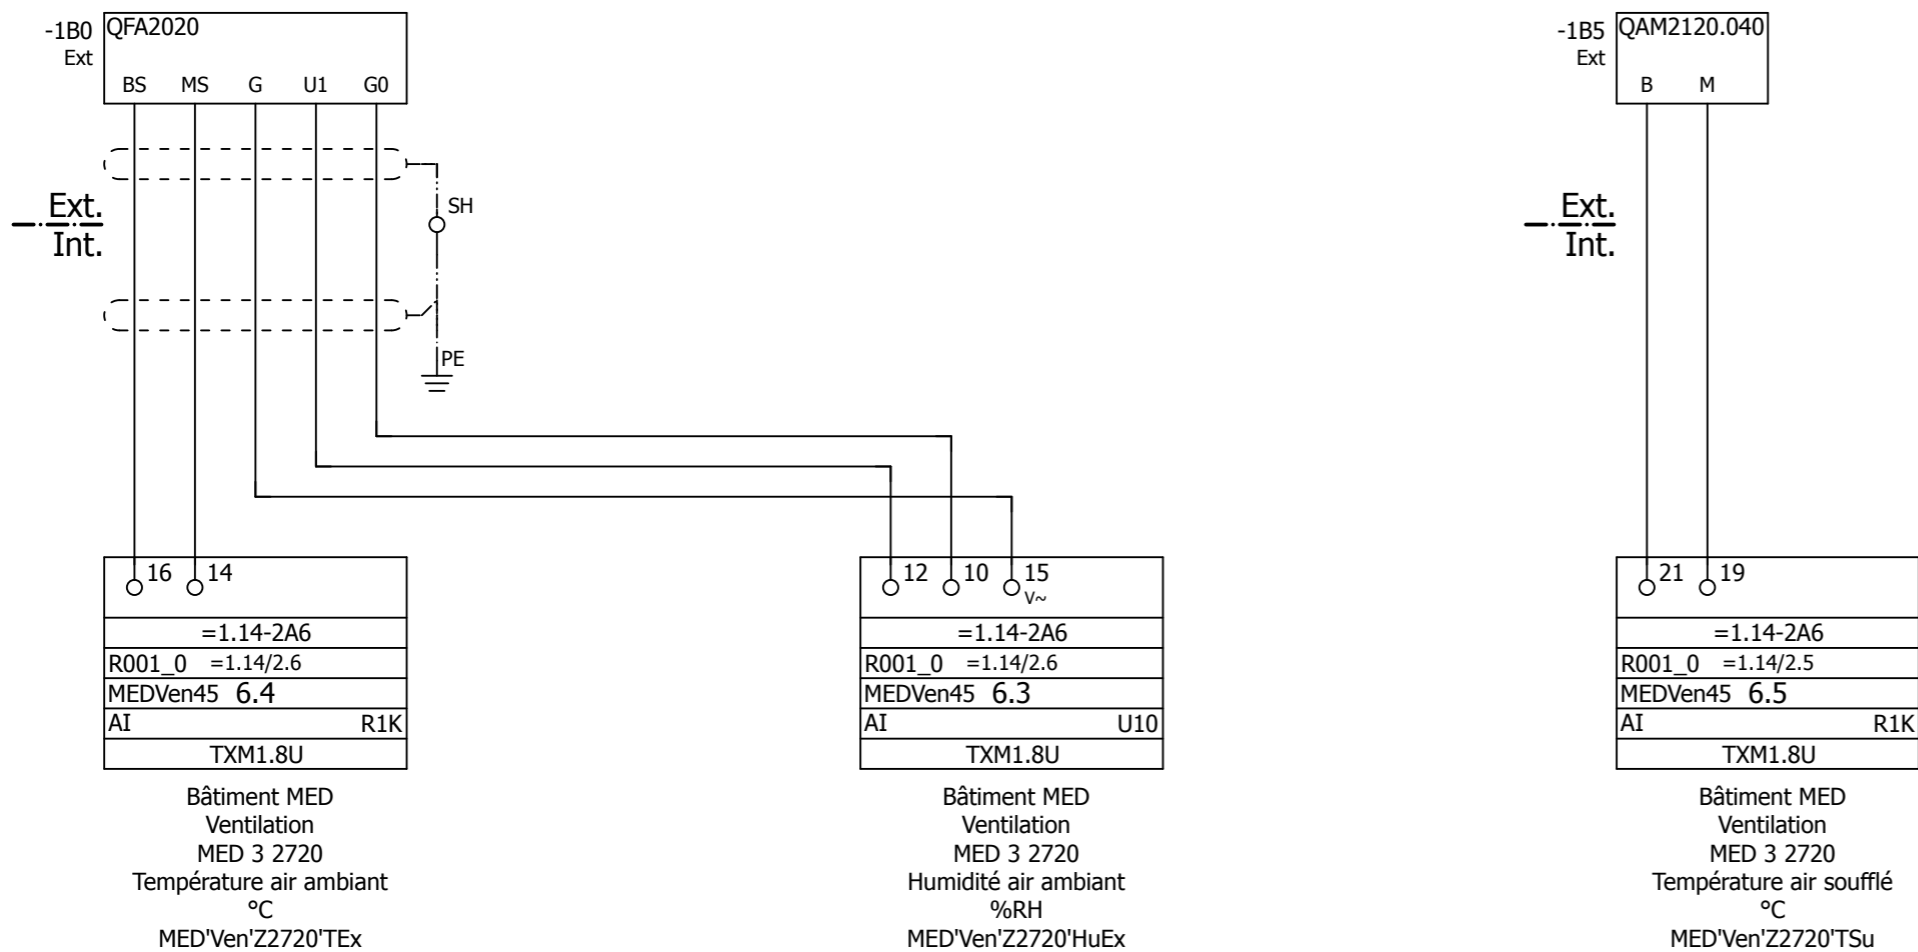 -1B0
Ext
QFA2020
BS MS G U1 G0
-1B5
Ext
QAM2120.040
B M
Ext.
Int.
SH
PE
Ext.
Int.
16 14
=1.14-2A6
R001_0 =1.14/2.6
MEDVen45 6.4
AI R1K
TXM1.8U
Bâtiment MED
Ventilation
MED 3 2720
Température air ambiant
°C
MED'Ven'Z2720'TEx
12 10 15
V~
=1.14-2A6
R001_0 =1.14/2.6
MEDVen45 6.3
AI U10
TXM1.8U
Bâtiment MED
Ventilation
MED 3 2720
Humidité air ambiant
%RH
MED'Ven'Z2720'HuEx
21 19
=1.14-2A6
R001_0 =1.14/2.5
MEDVen45 6.5
AI R1K
TXM1.8U
Bâtiment MED
Ventilation
MED 3 2720
Température air soufflé
°C
MED'Ven'Z2720'TSu